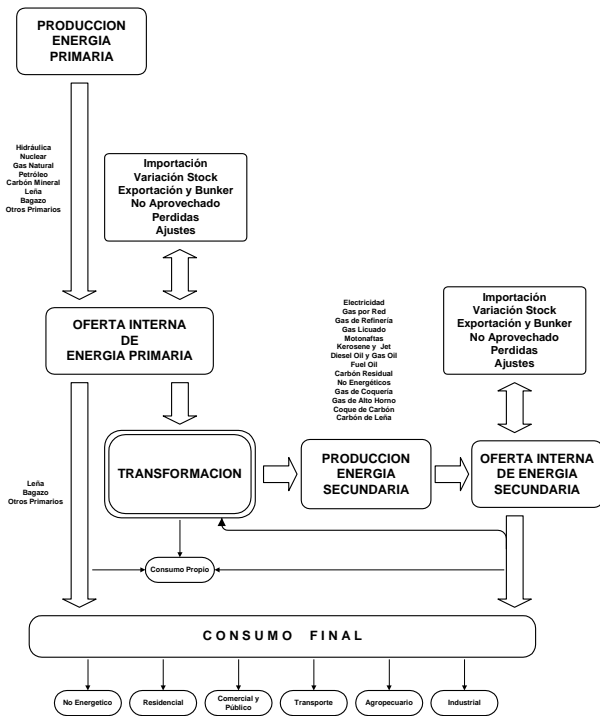 PRODUCCION
ENERGIA
PRIMARIA
Hidráulica
Nuclear
Gas Natural
Petróleo
Carbón Mineral
Leña
Bagazo
Otros Primarios
Importación
Variación Stock
Exportación y Bunker
No Aprovechado
Perdidas
Ajustes
OFERTA INTERNA
DE
ENERGIA PRIMARIA
Electricidad
Gas por Red
Gas de Refinería
Gas Licuado
Motonaftas
Kerosene y Jet
Diesel Oil y Gas Oil
Fuel Oil
Carbón Residual
No Energéticos
Gas de Coquería
Gas de Alto Horno
Coque de Carbón
Carbón de Leña
Importación
Variación Stock
Exportación y Bunker
No Aprovechado
Perdidas
Ajustes
TRANSFORMACION
PRODUCCION
ENERGIA
SECUNDARIA
OFERTA INTERNA
DE ENERGIA
SECUNDARIA
Leña
Bagazo
Otros Primarios
Consumo Propio
CONSUMO FINAL
No Energetico
Residencial
Comercial y
Público
Transporte
Agropecuario
Industrial